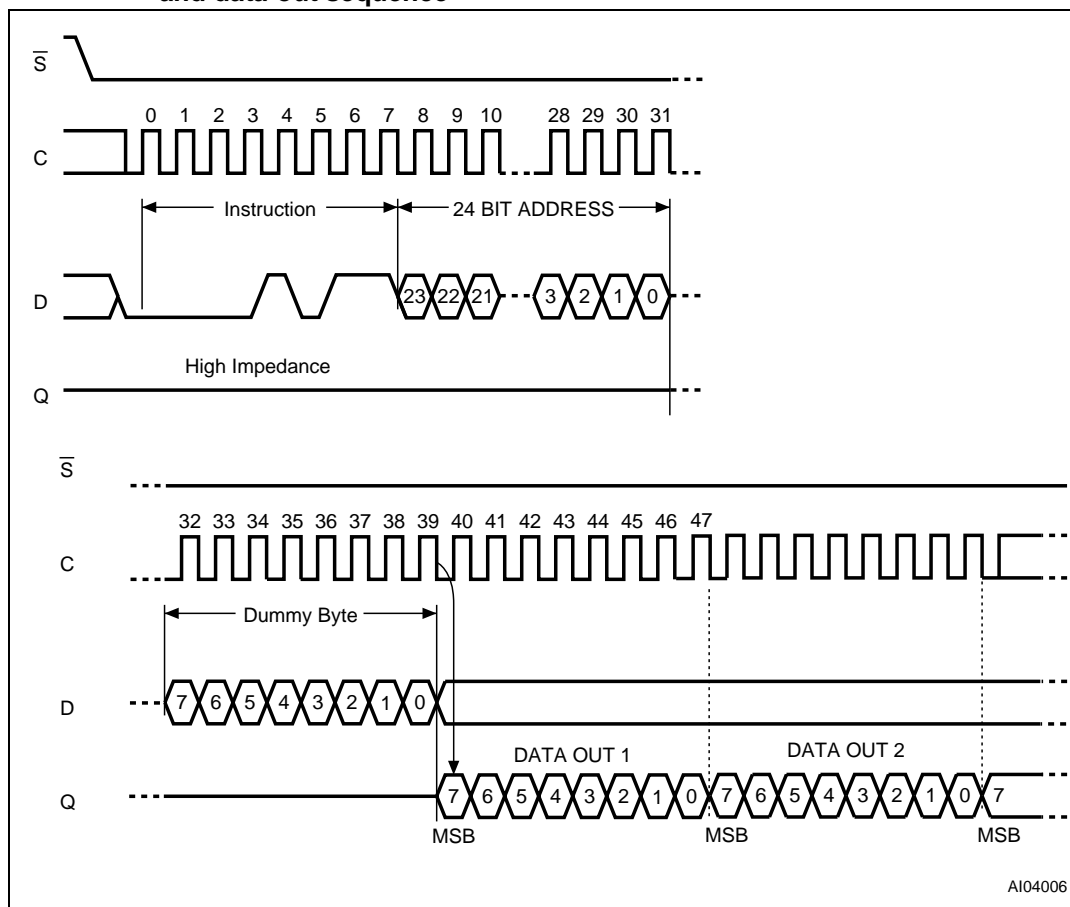 and data-out sequence
S
0 1 2 3 4 5 6 7 8 9 10 28 29 30 31
C
Instruction 24 BIT ADDRESS
D 23 22 21 3 2 1 0
High Impedance
Q
S
32 33 34 35 36 37 38 39 40 41 42 43 44 45 46 47
C
Dummy Byte
D 7 6 5 4 3 2 1 0
DATA OUT 1 DATA OUT 2
Q 7 6 5 4 3 2 1 0 7 6 5 4 3 2 1 0 7
MSB MSB MSB
AI04006